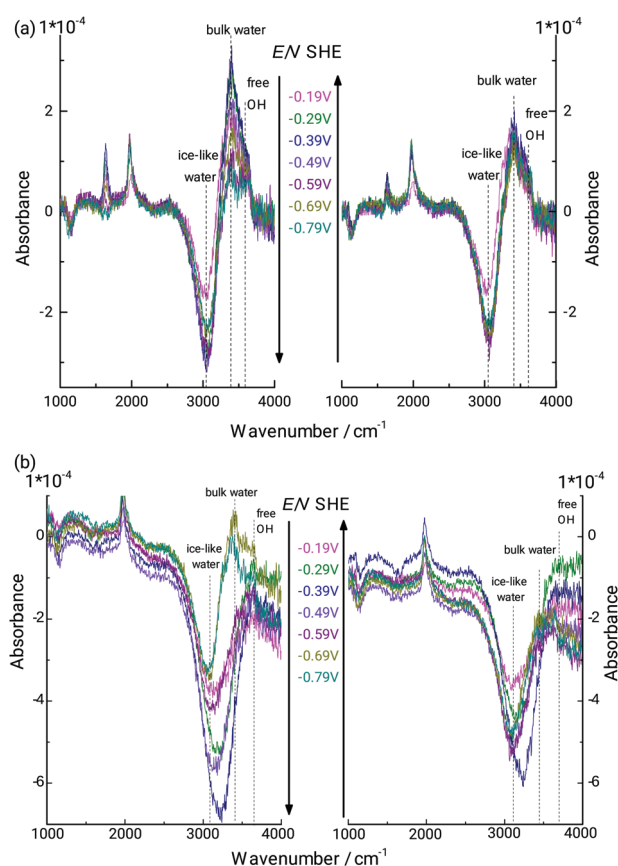 (a)
1*10⁻⁴
bulk water
E/V SHE
1*10⁻⁴
free
OH
ice-like
water
-0.19V
-0.29V
-0.39V
-0.49V
-0.59V
-0.69V
-0.79V
bulk water
free
OH
ice-like
water
Absorbance
2
0
-2
Absorbance
2
0
-2
1000 2000 3000 4000
1000 2000 3000 4000
Wavenumber / cm⁻¹
(b)
1*10⁻⁴
bulk water
E/V SHE
1*10⁻⁴
free
OH
ice-like
water
-0.19V
-0.29V
-0.39V
-0.49V
-0.59V
-0.69V
-0.79V
free
OH
bulk water
ice-like
water
Absorbance
0
-2
-4
-6
Absorbance
0
-2
-4
-6
1000 2000 3000 4000
1000 2000 3000 4000
Wavenumber / cm⁻¹